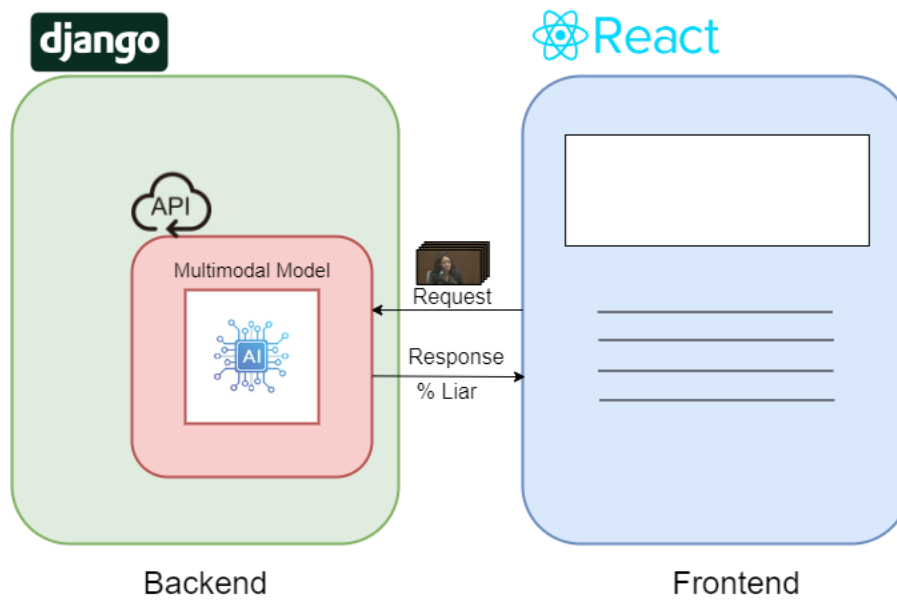 django
React
API
Multimodal Model
AI
Request
Response
% Liar
Backend
Frontend